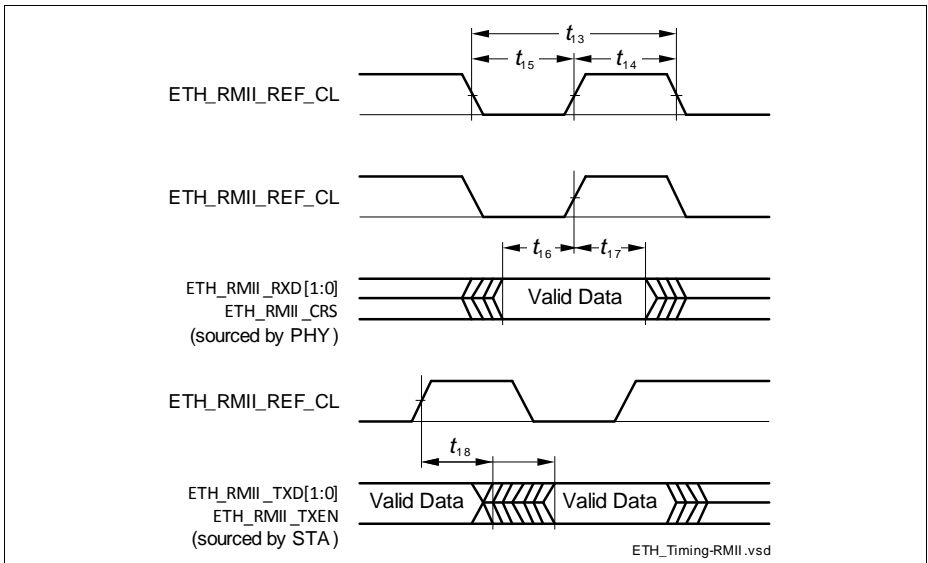 t13
t15
t14
ETH_RMII_REF_CL
ETH_RMII_REF_CL
t16
t17
ETH_RMII_RXD[1:0]
ETH_RMII_CRS
(sourced by PHY)
Valid Data
ETH_RMII_REF_CL
t18
ETH_RMII_TXD[1:0]
ETH_RMII_TXEN
(sourced by STA)
Valid Data
Valid Data
ETH_Timing-RMII.vsd